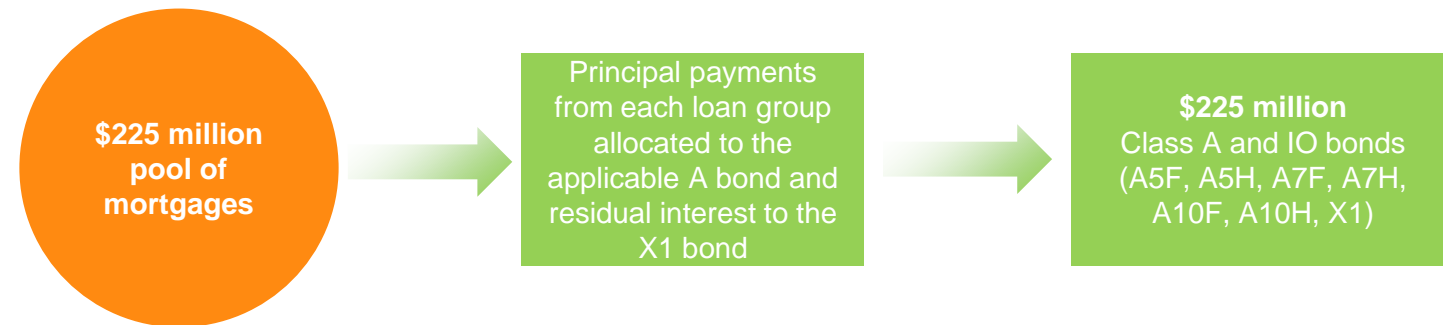 $225 million
pool of
mortgages
Principal payments
from each loan group
allocated to the
applicable A bond and
residual interest to the
X1 bond
$225 million
Class A and IO bonds
(A5F, A5H, A7F, A7H,
A10F, A10H, X1)